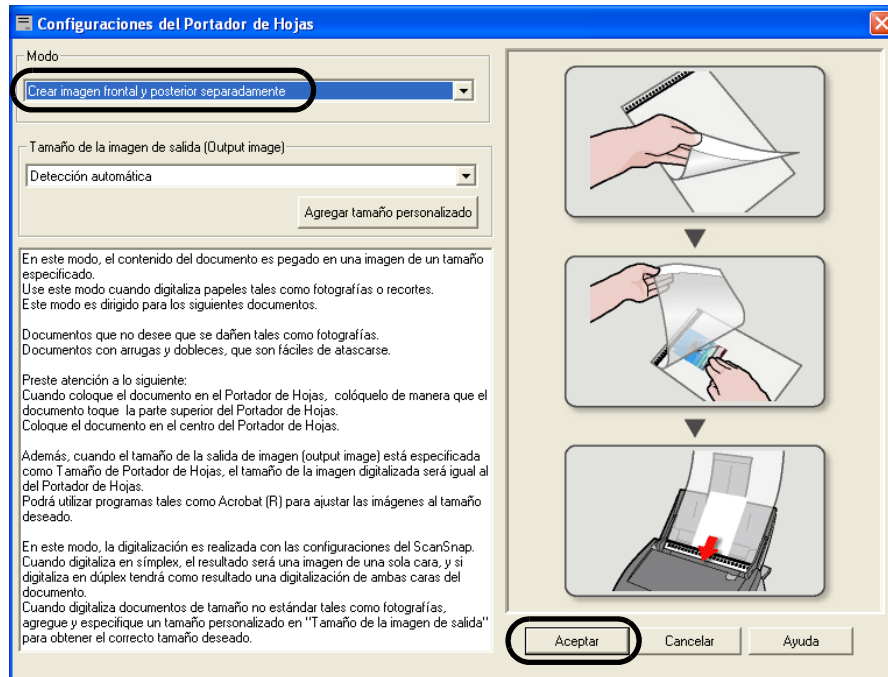 Configuraciones del Portador de Hojas
Modo
Crear imagen frontal y posterior separadamente
Tamaño de la imagen de salida (Output image)
Detección automática
Agregar tamaño personalizado
En este modo, el contenido del documento es pegado en una imagen de un tamaño
especificado.
Use este modo cuando digitaliza papeles tales como fotografías o recortes.
Este modo es dirigido para los siguientes documentos.
Documentos que no desee que se dañen tales como fotografías.
Documentos con arrugas y dobleces, que son fáciles de atascarse.
Preste atención a lo siguiente:
Cuando coloque el documento en el Portador de Hojas, colóquelo de manera que el
documento toque la parte superior del Portador de Hojas.
Coloque el documento en el centro del Portador de Hojas.
Además, cuando el tamaño de la salida de imagen (output image) está especificada
como Tamaño de Portador de Hojas, el tamaño de la imagen digitalizada será igual al
del Portador de Hojas.
Podrá utilizar programas tales como Acrobat (R) para ajustar las imágenes al tamaño
deseado.
En este modo, la digitalización es realizada con las configuraciones del ScanSnap.
Cuando digitaliza en símplex, el resultado será una imagen de una sola cara, y si
digitaliza en dúplex tendrá como resultado una digitalización de ambas caras del
documento.
Cuando digitaliza documentos de tamaño no estándar tales como fotografías,
agregue y especifique un tamaño personalizado en "Tamaño de la imagen de salida"
para obtener el correcto tamaño deseado.
Aceptar
Cancelar
Ayuda